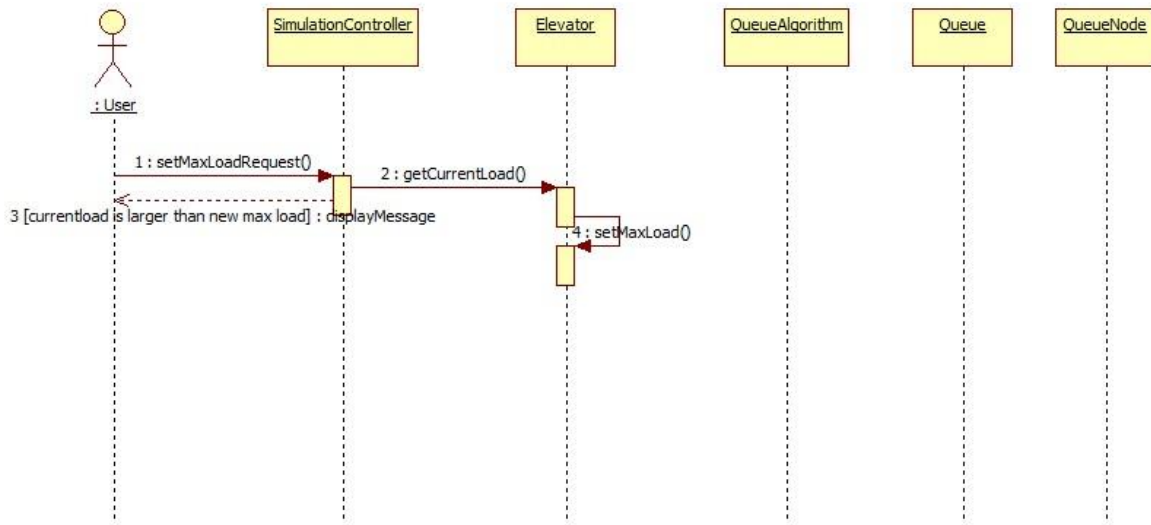 SimulationController
Elevator
QueueAlgorithm
Queue
QueueNode
: User
1 : setMaxLoadRequest()
2 : getCurrentLoad()
3 [currentload is larger than new max load] : displayMessage
4 : setMaxLoad()